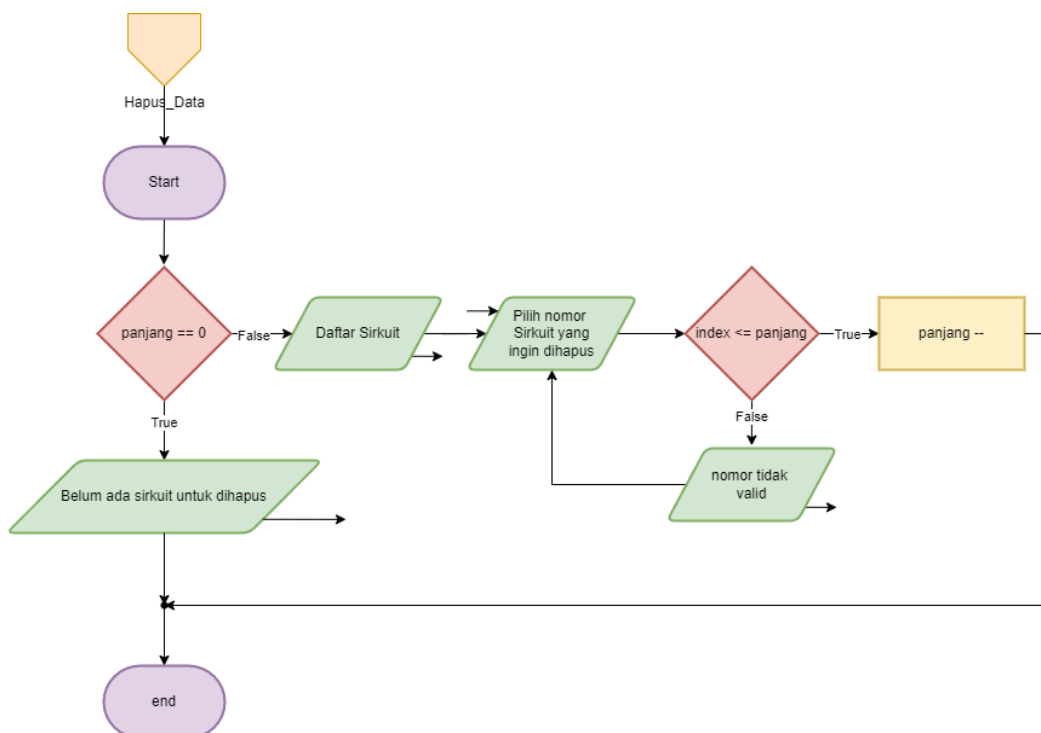 Hapus_Data
Start
panjang == 0
False
Daftar Sirkuit
Pilih nomor
Sirkuit yang
ingin dihapus
index <= panjang
True
panjang --
True
False
Belum ada sirkuit untuk dihapus
nomor tidak
valid
end